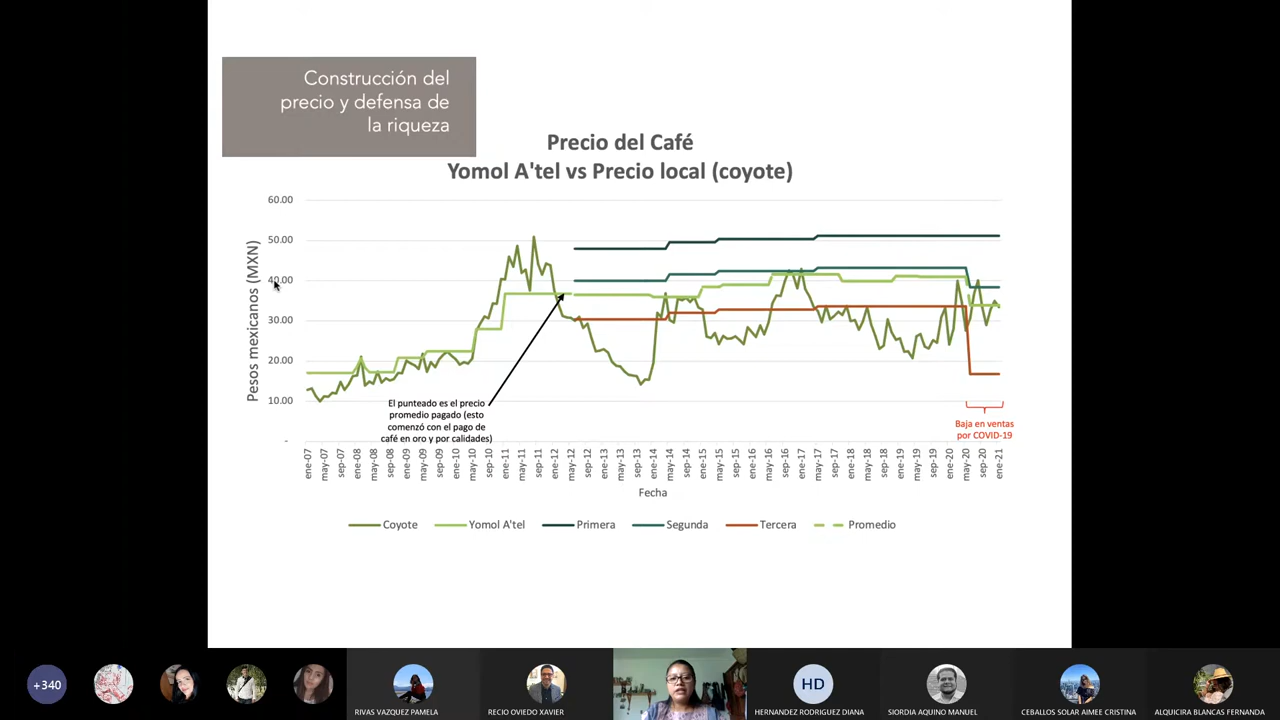 Construcción del
precio y defensa de
la riqueza
Precio del Café
Yomol A'tel vs Precio local (coyote)
Pesos mexicanos (MXN)
60.00
50.00
40.00
30.00
20.00
10.00
-
El punteado es el precio
promedio pagado (esto
comenzó con el pago de
café en oro y por calidades)
Baja en ventas
por COVID-19
ene-07
may-07
sep-07
ene-08
may-08
sep-08
ene-09
may-09
sep-09
ene-10
may-10
sep-10
ene-11
may-11
sep-11
ene-12
may-12
sep-12
ene-13
may-13
sep-13
ene-14
may-14
sep-14
ene-15
may-15
sep-15
ene-16
may-16
sep-16
ene-17
may-17
sep-17
ene-18
may-18
sep-18
ene-19
may-19
sep-19
ene-20
may-20
sep-20
ene-21
Fecha
Coyote Yomol A'tel Primera Segunda Tercera Promedio
+340
HD
RIVAS VAZQUEZ PAMELA
RECIO OVIEDO XAVIER
HERNANDEZ RODRIGUEZ DIANA
SIORDIA AQUINO MANUEL
CEBALLOS SOLAR AIMEE CRISTINA
ALQUICIRA BLANCAS FERNANDA